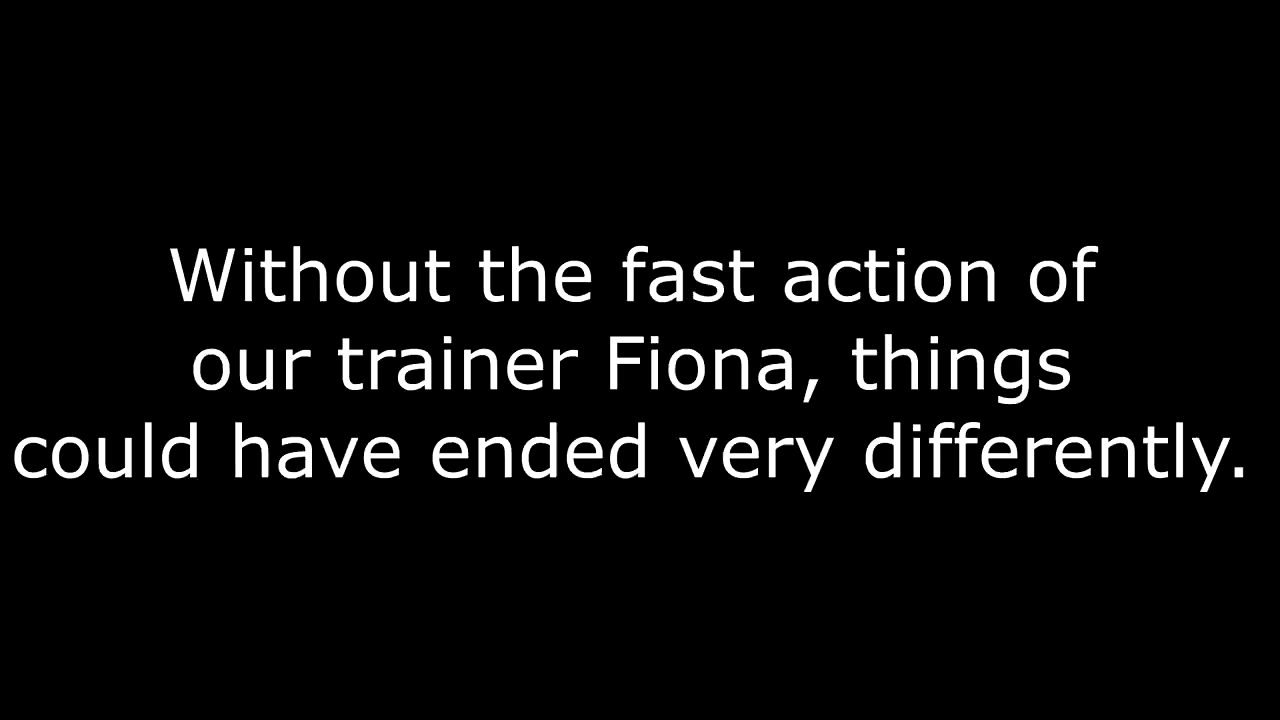 Without the fast action of
our trainer Fiona, things
could have ended very differently.